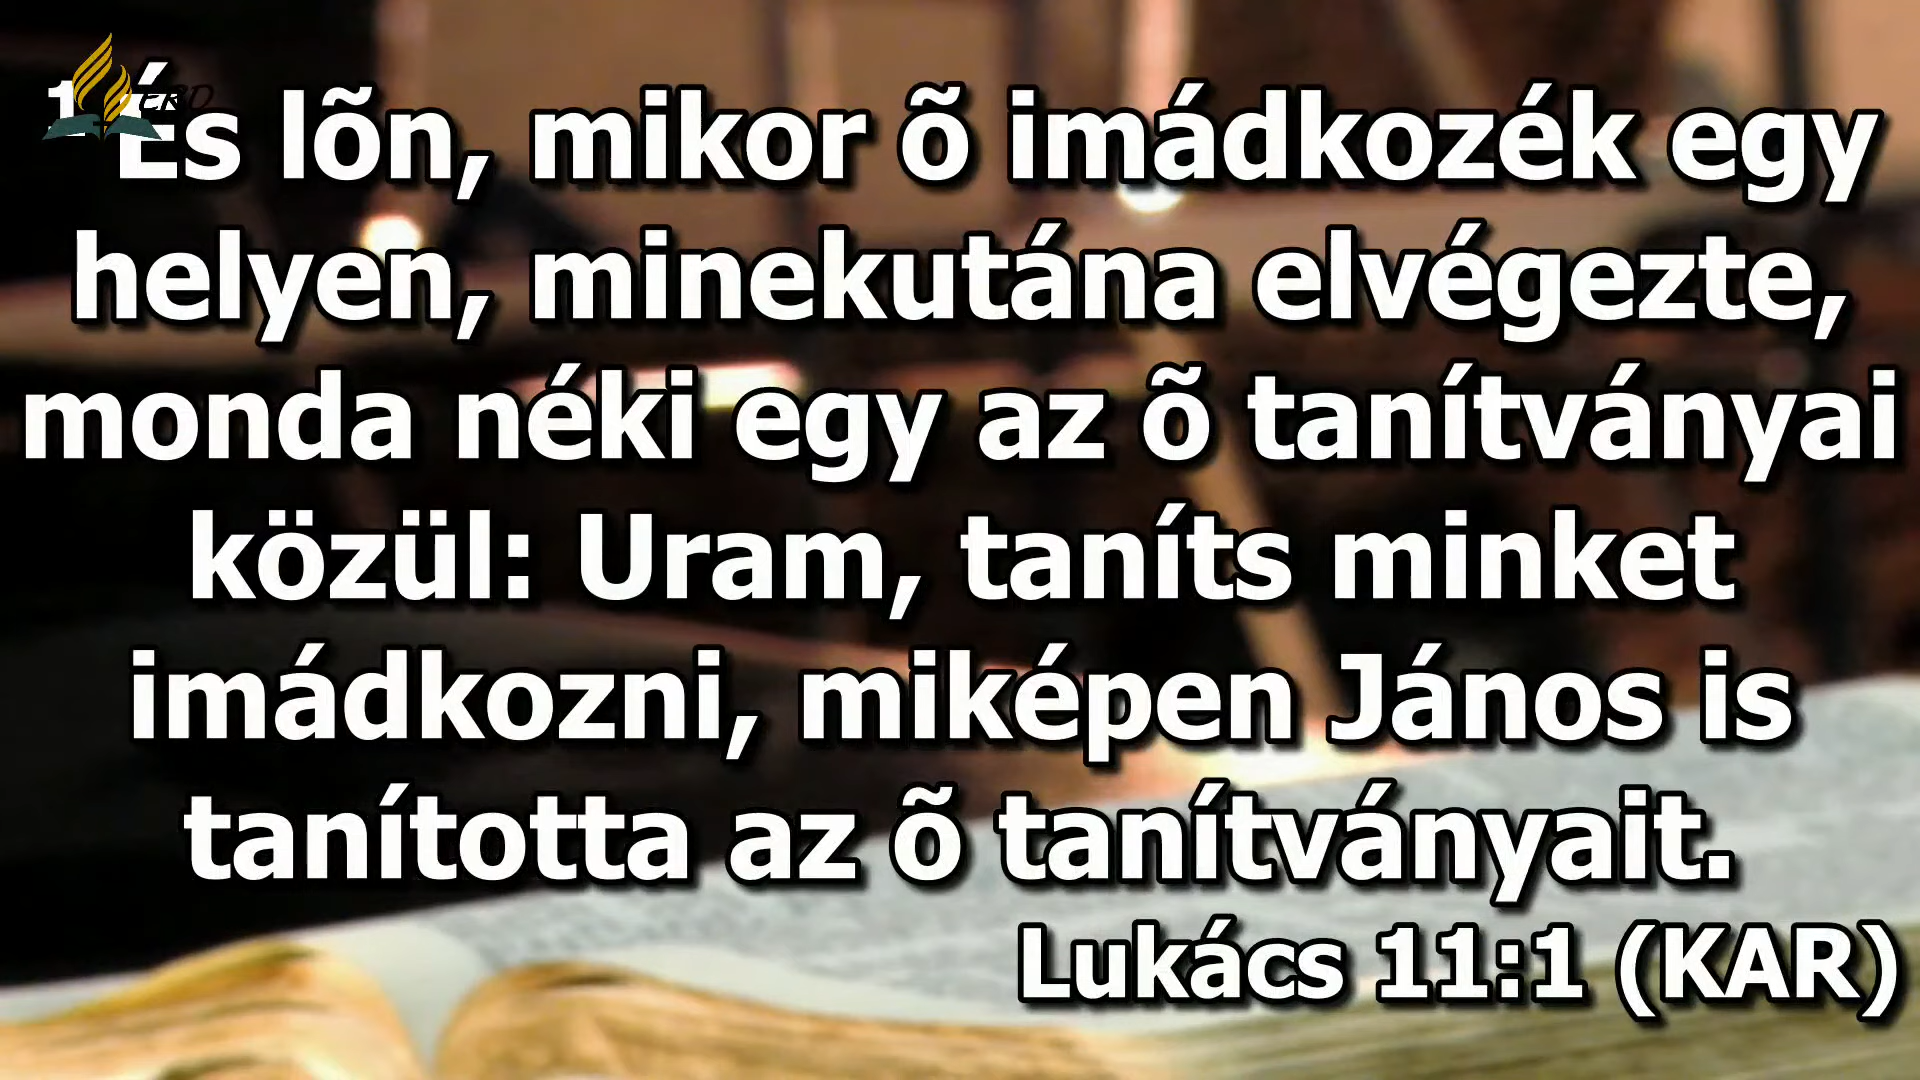 ERD
És lõn, mikor õ imádkozék egy
helyen, minekutána elvégezte,
monda néki egy az õ tanítványai
közül: Uram, taníts minket
imádkozni, miképen János is
tanította az õ tanítványait.
Lukács 11:1 (KAR)